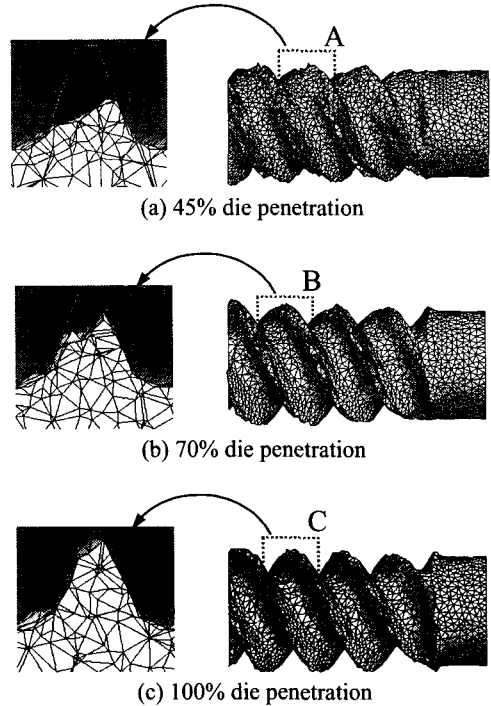 A
(a) 45% die penetration
B
(b) 70% die penetration
C
(c) 100% die penetration